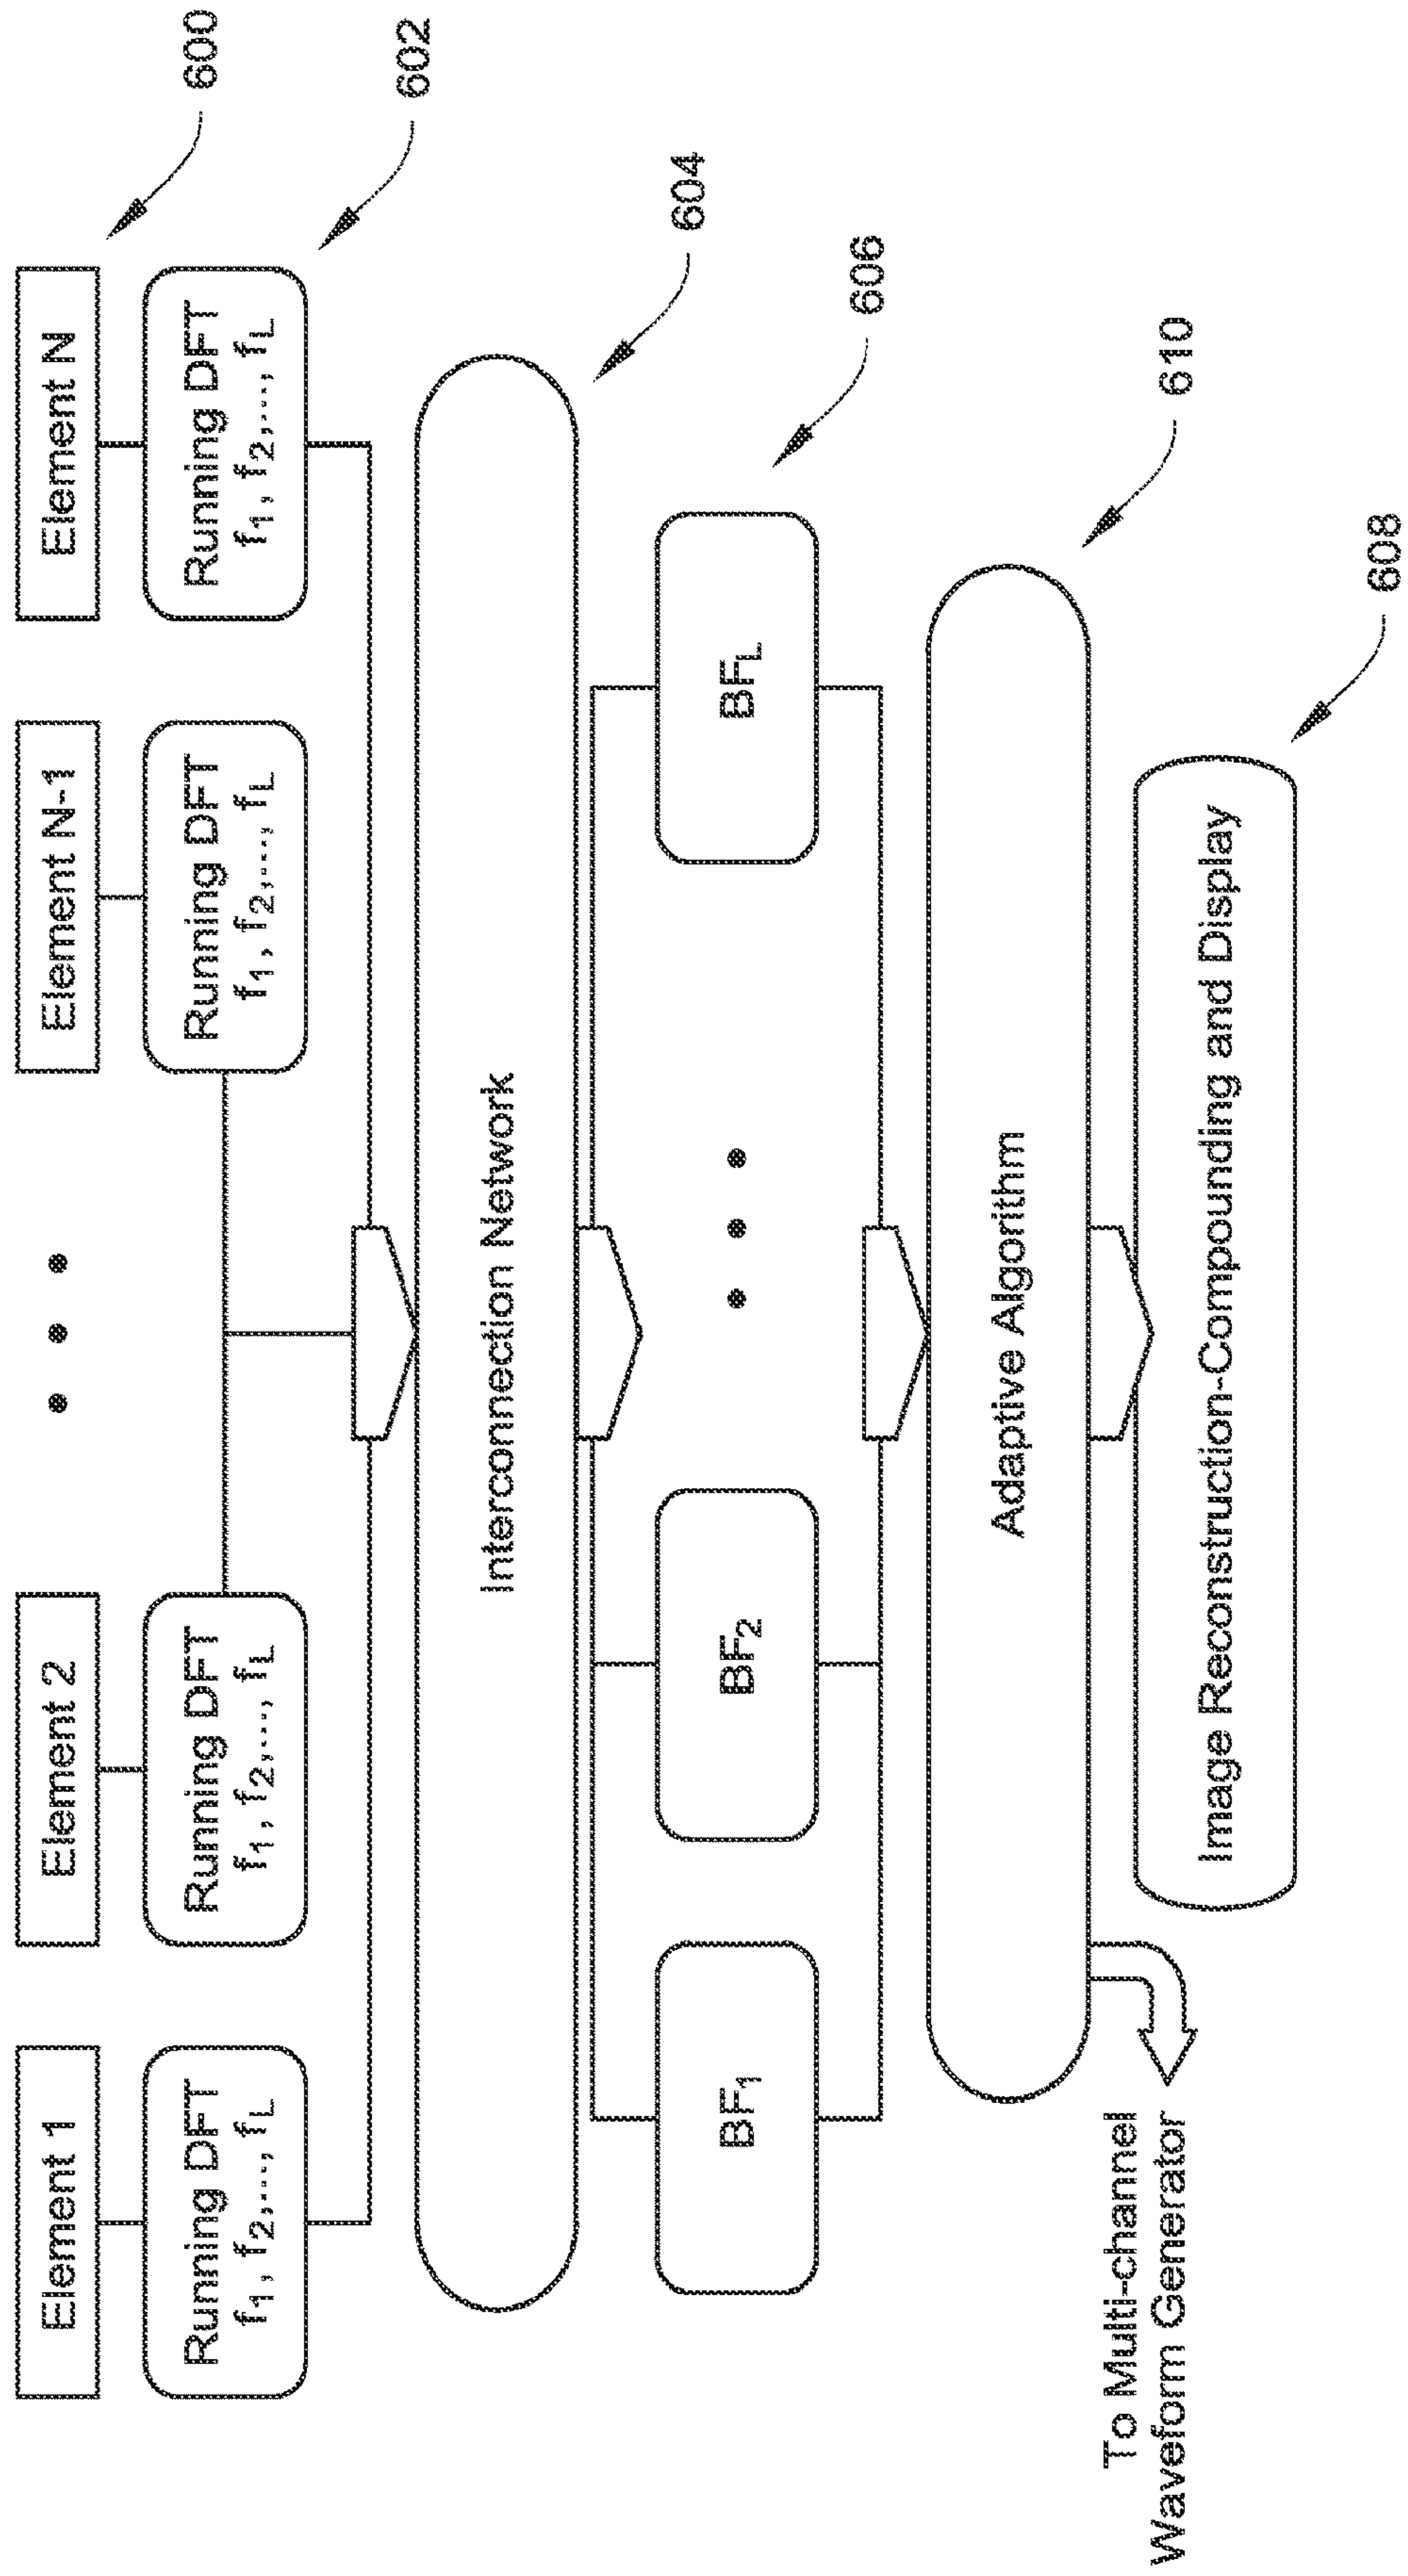 Element 1
Element 2
Element N-1
Element N
600
Running DFT
f1, f2,..., fL
Running DFT
f1, f2,..., fL
Running DFT
f1, f2,..., fL
Running DFT
f1, f2,..., fL
602
Interconnection Network
604
BF1
BF2
BFL
606
Adaptive Algorithm
610
To Multi-channel
Waveform Generator
Image Reconstruction-Compounding and Display
608